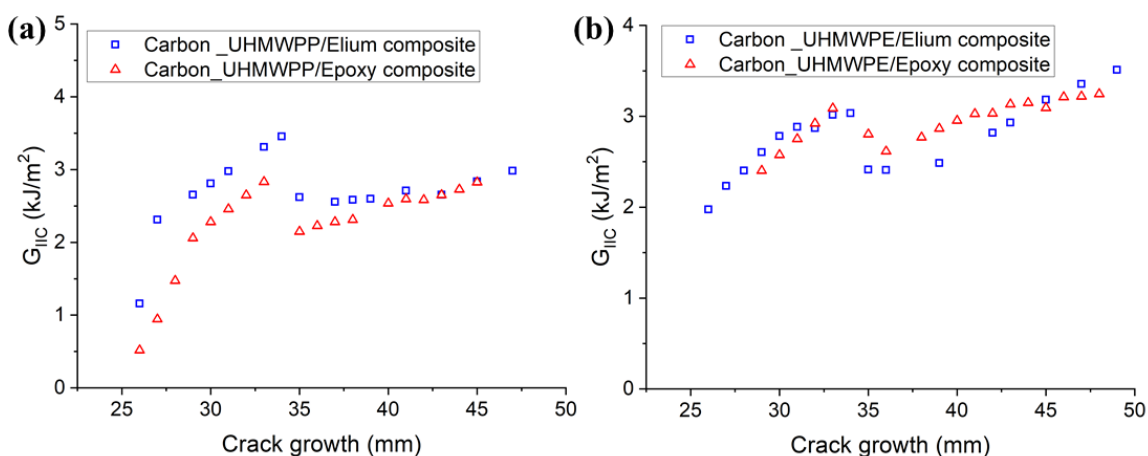 (a)
Carbon _UHMWPP/Elium composite
Carbon_UHMWPP/Epoxy composite
G_IIC (kJ/m²)
5
4
3
2
1
0
25 30 35 40 45 50
Crack growth (mm)
(b)
Carbon _UHMWPE/Elium composite
Carbon_UHMWPE/Epoxy composite
G_IIC (kJ/m²)
4
3
2
1
0
25 30 35 40 45 50
Crack growth (mm)